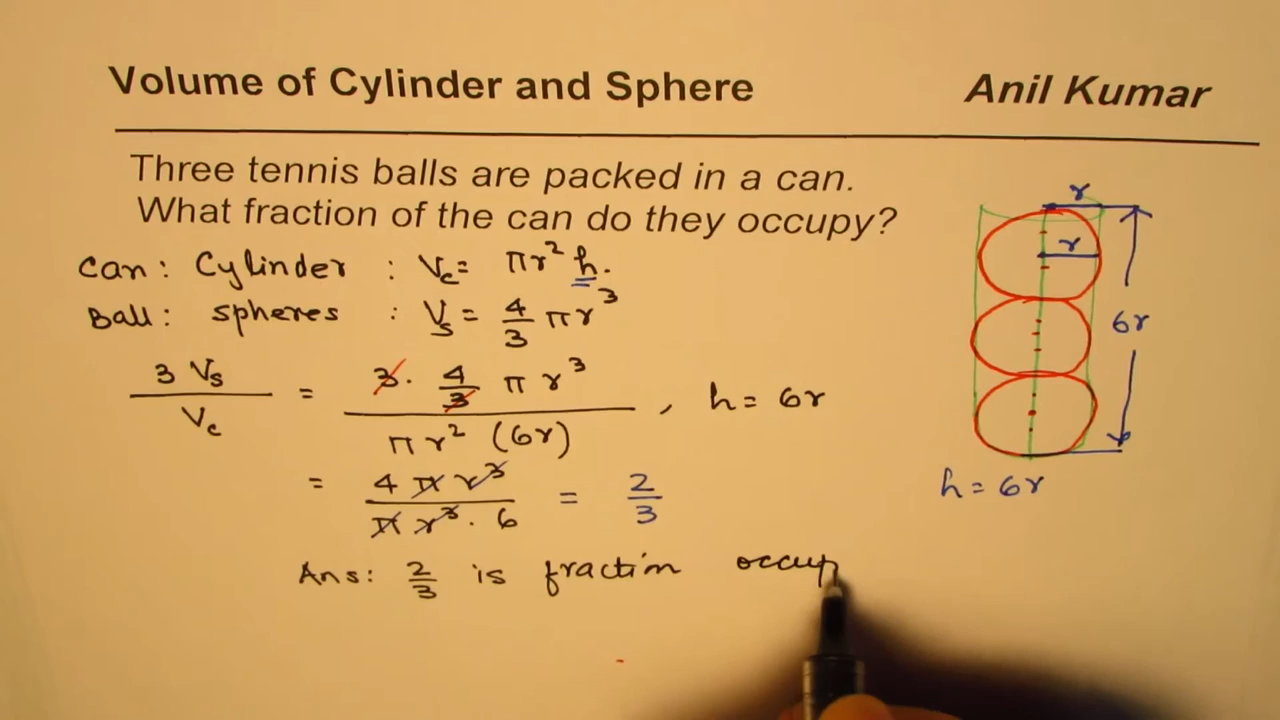 Volume of Cylinder and Sphere Anil Kumar
Three tennis balls are packed in a can.
What fraction of the can do they occupy?
Can: Cylinder : Vc = πr² h.
Ball: spheres : Vs = 4/3 πr³
3 Vs / Vc = 3 · 4/3 π r³ / π r² (6r) , h = 6r
= 4 π r³ / π r³ · 6 = 2/3
Ans: 2/3 is fraction occup
r
r
6r
h = 6r